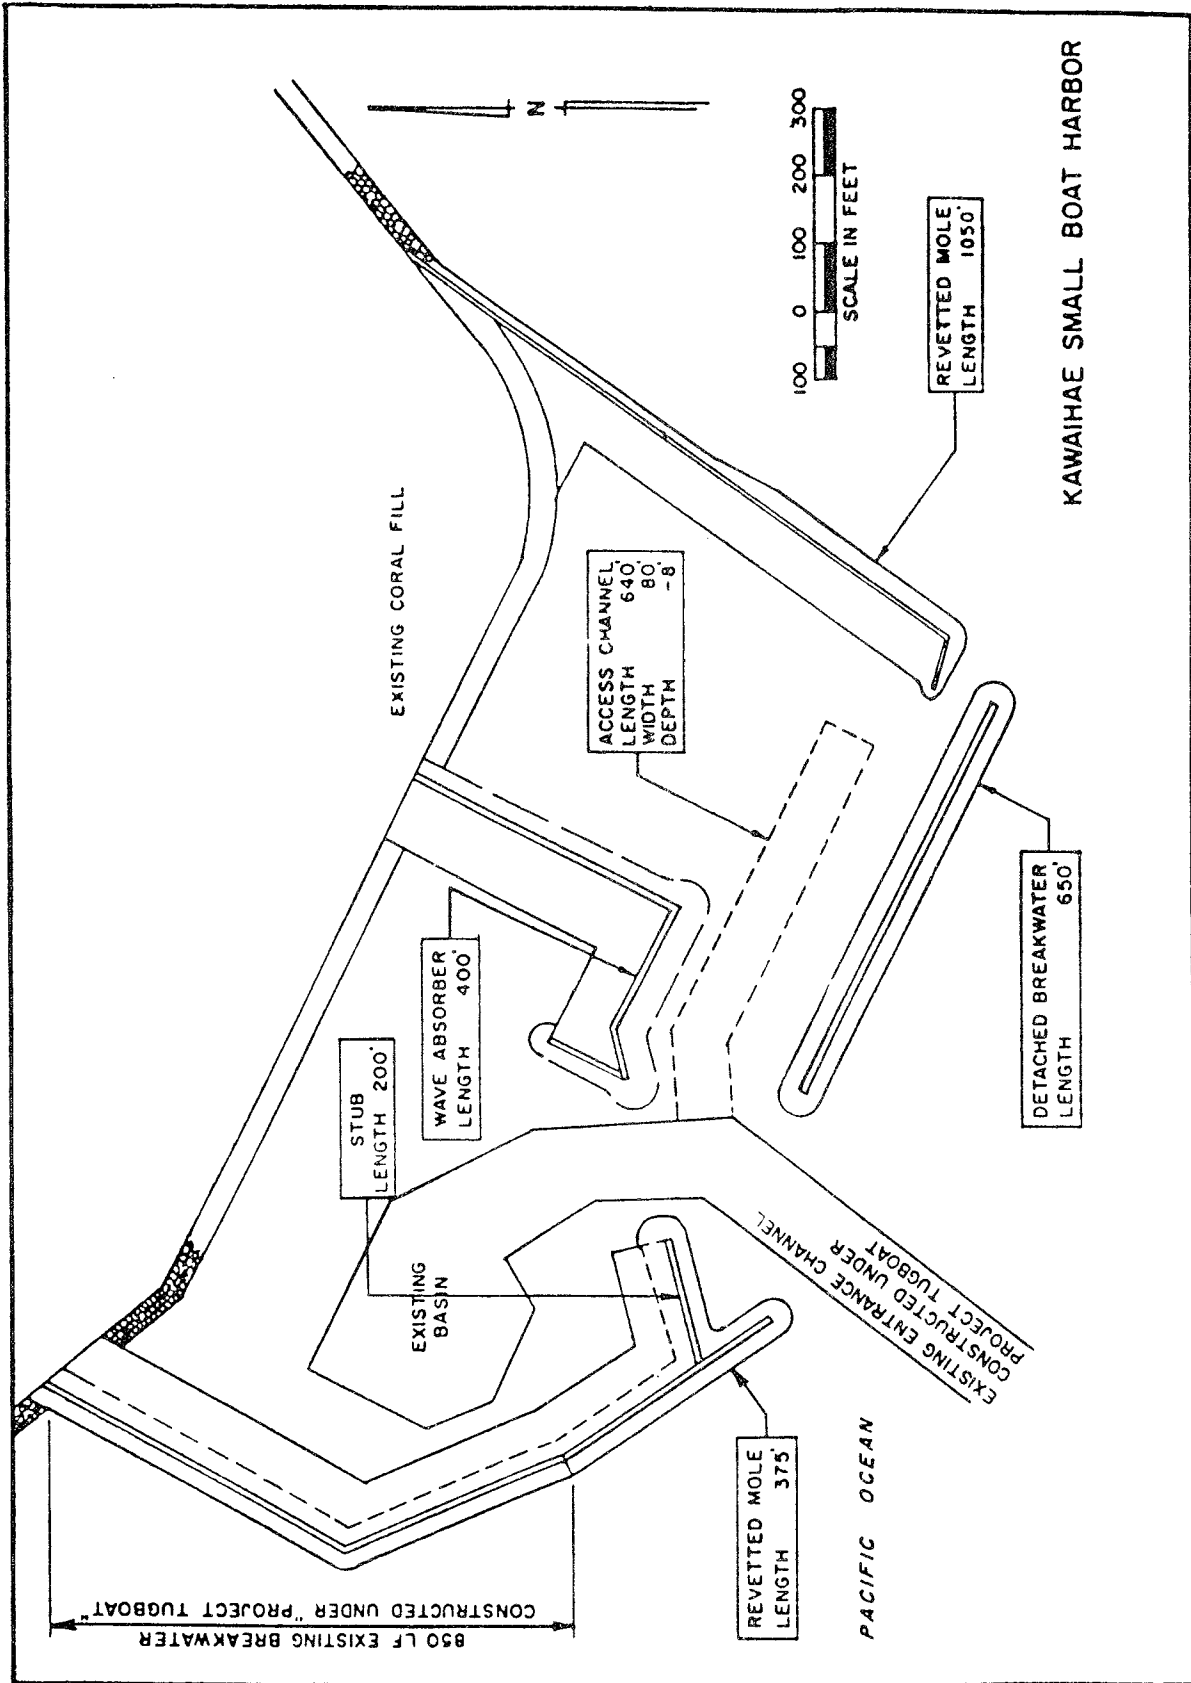 850 LF EXISTING BREAKWATER
CONSTRUCTED UNDER "PROJECT TUGBOAT"
EXISTING CORAL FILL
STUB
LENGTH 200'
EXISTING
BASIN
WAVE ABSORBER
LENGTH 400'
ACCESS CHANNEL
LENGTH 640'
WIDTH 80'
DEPTH -8'
N
REVETTED MOLE
LENGTH 375'
PACIFIC OCEAN
EXISTING ENTRANCE CHANNEL
CONSTRUCTED UNDER
PROJECT TUGBOAT
DETACHED BREAKWATER
LENGTH 650'
REVETTED MOLE
LENGTH 1050'
100 0 100 200 300
SCALE IN FEET
KAWAIHAE SMALL BOAT HARBOR